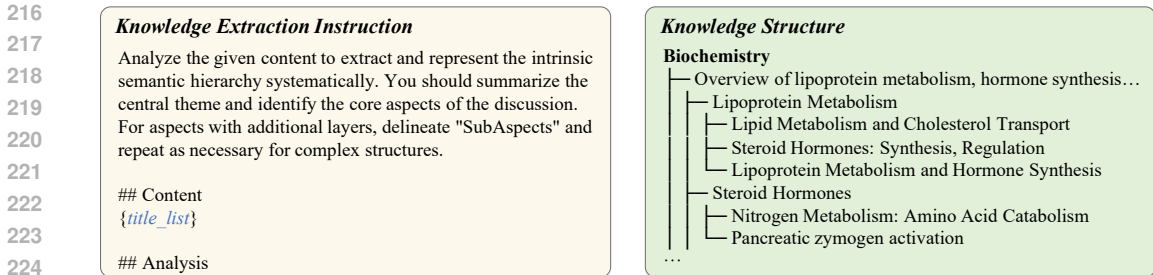 216
217
218
219
220
221
222
223
224
Knowledge Extraction Instruction
Analyze the given content to extract and represent the intrinsic
semantic hierarchy systematically. You should summarize the
central theme and identify the core aspects of the discussion.
For aspects with additional layers, delineate "SubAspects" and
repeat as necessary for complex structures.
## Content
{title_list}
## Analysis
Knowledge Structure
Biochemistry
Overview of lipoprotein metabolism, hormone synthesis…
Lipoprotein Metabolism
Lipid Metabolism and Cholesterol Transport
Steroid Hormones: Synthesis, Regulation
Lipoprotein Metabolism and Hormone Synthesis
Steroid Hormones
Nitrogen Metabolism: Amino Acid Catabolism
Pancreatic zymogen activation
…